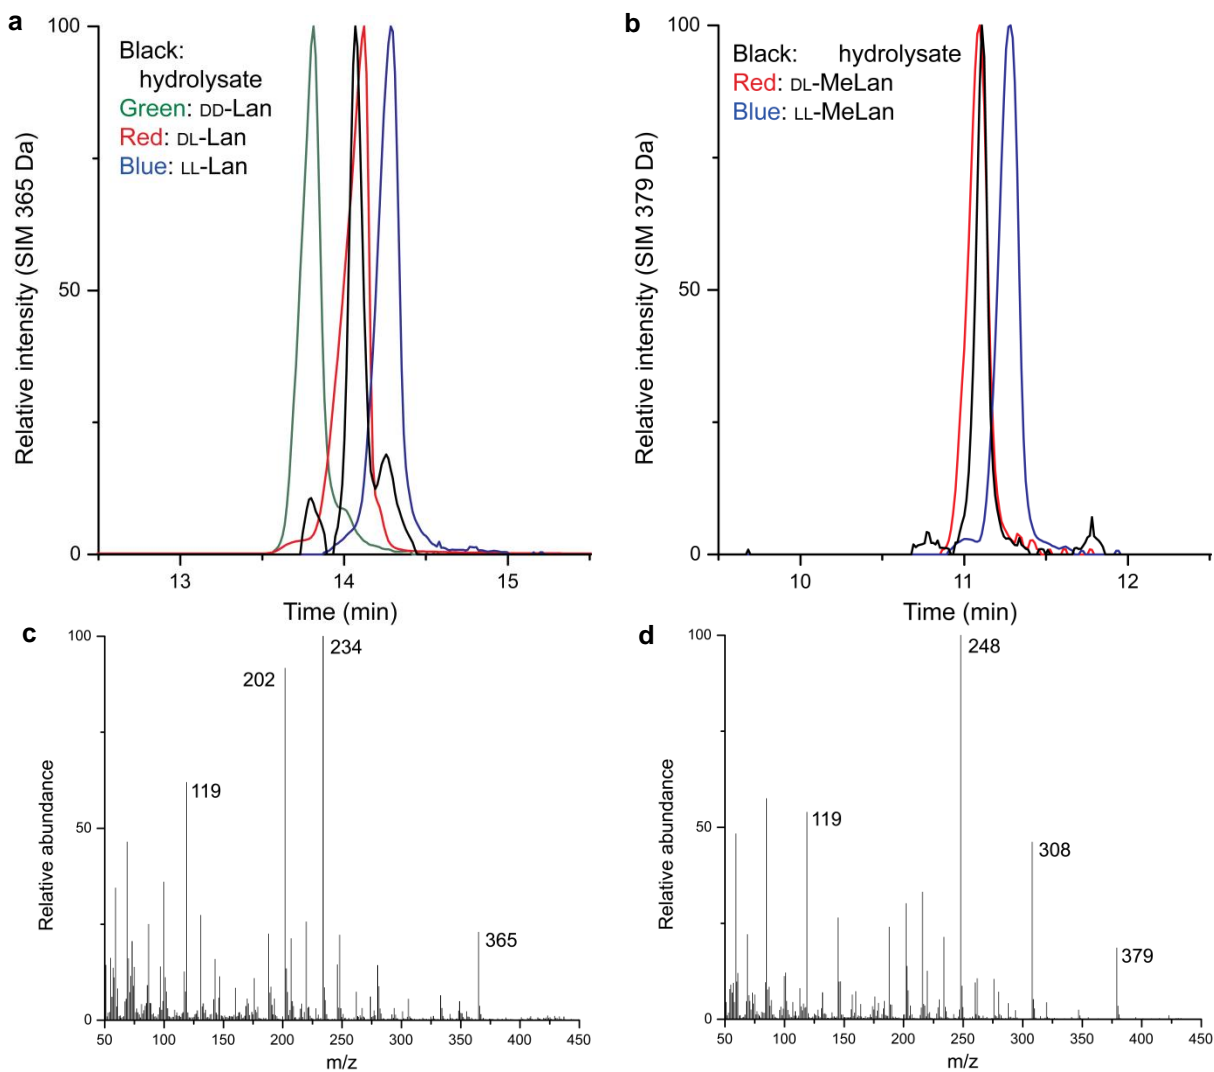 a
100
50
0
Relative intensity (SIM 365 Da)
Black:
hydrolysate
Green: DD-Lan
Red: DL-Lan
Blue: LL-Lan
13
14
15
Time (min)
b
100
50
0
Relative intensity (SIM 379 Da)
Black: hydrolysate
Red: DL-MeLan
Blue: LL-MeLan
10
11
12
Time (min)
c
100
50
0
Relative abundance
234
202
119
365
50
100
150
200
250
300
350
400
450
m/z
d
100
50
0
Relative abundance
248
119
308
379
50
100
150
200
250
300
350
400
450
m/z